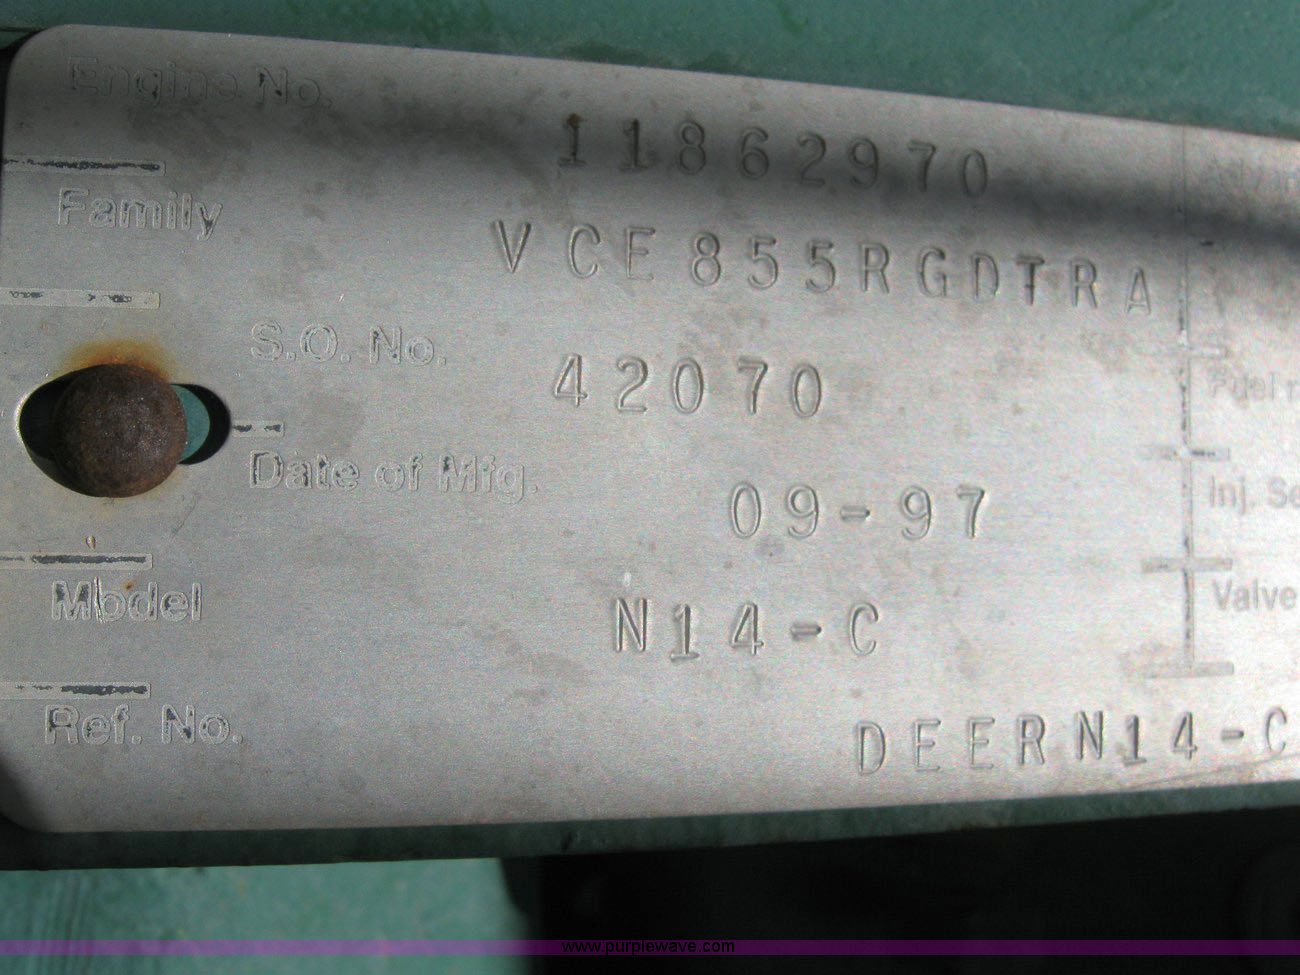 Engine No.
11862970
Family
VCE855RGDTRA
S.O. No.
42070
Fuel r
Date of Mfg.
09-97
Inj. Se
Model
N14-C
Valve
Ref. No.
DEERN14-C
www.purplewave.com